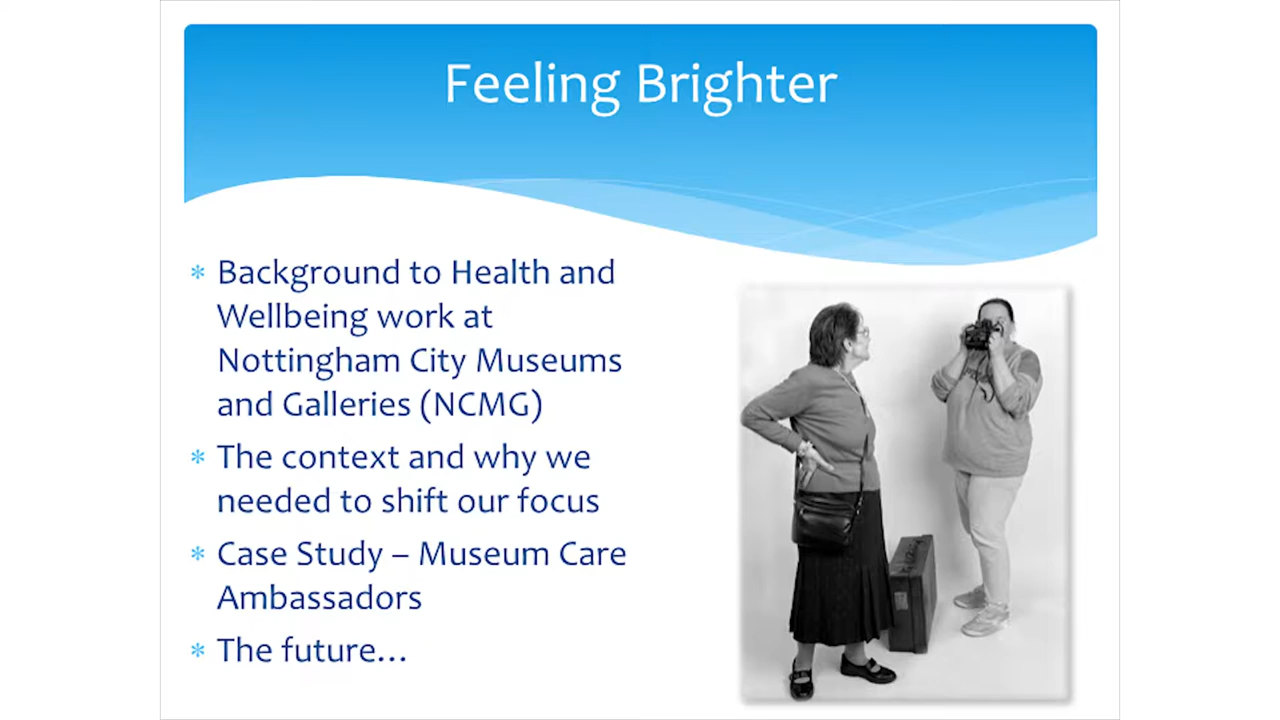 Feeling Brighter
* Background to Health and
Wellbeing work at
Nottingham City Museums
and Galleries (NCMG)
* The context and why we
needed to shift our focus
* Case Study – Museum Care
Ambassadors
* The future…